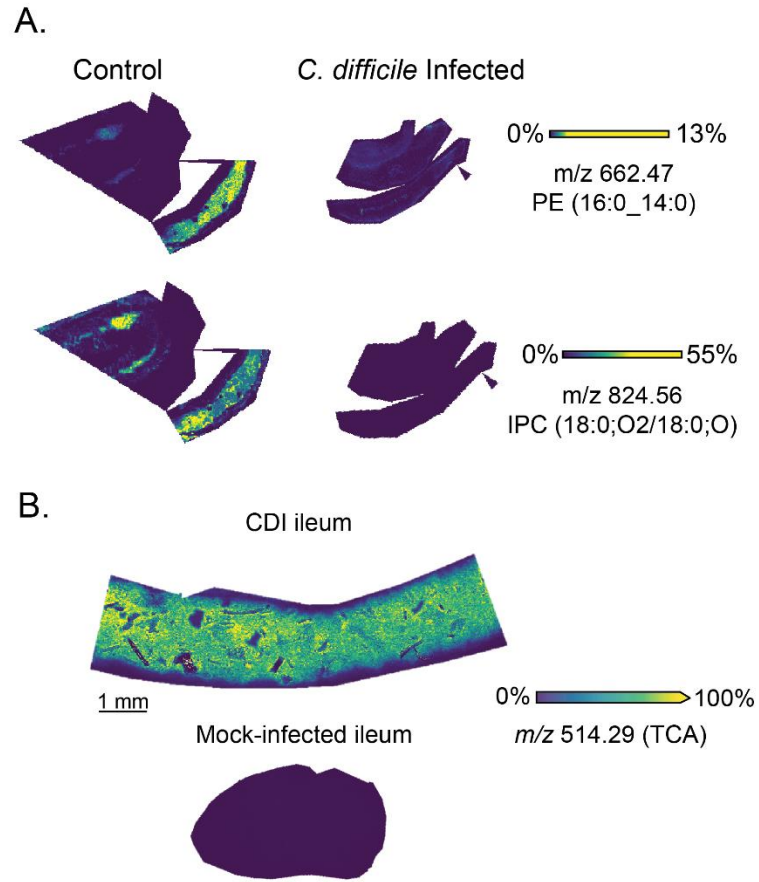 A.
Control
C. difficile Infected
0% 13%
m/z 662.47
PE (16:0_14:0)
0% 55%
m/z 824.56
IPC (18:0;O2/18:0;O)
B.
CDI ileum
1 mm
0% 100%
m/z 514.29 (TCA)
Mock-infected ileum